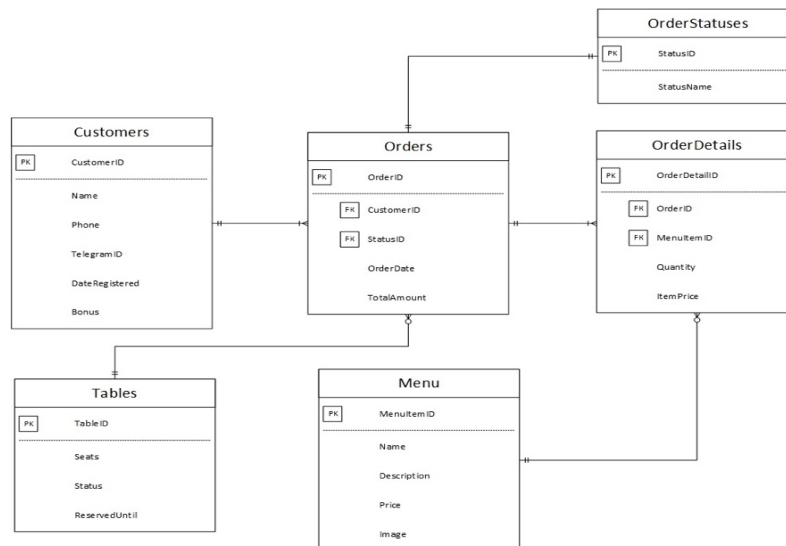 OrderStatuses
PK StatusID
StatusName
Customers
PK CustomerID
Name
Phone
TelegramID
DateRegistered
Bonus
Orders
PK OrderID
FK CustomerID
FK StatusID
OrderDate
TotalAmount
OrderDetails
PK OrderDetailID
FK OrderID
FK MenuItemID
Quantity
ItemPrice
Tables
PK TableID
Seats
Status
ReservedUntil
Menu
PK MenuItemID
Name
Description
Price
Image